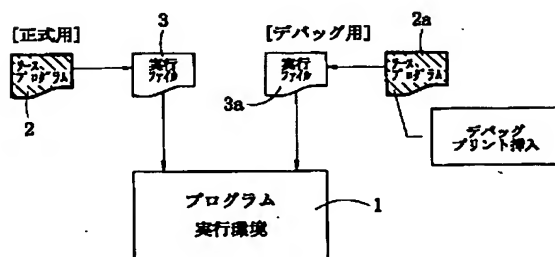 [正式用]
3
[デバッグ用]
2a
ソース、
プログラム
実行
ファイル
実行
ファイル
ソース、
プログラム
2
3a
デバッグ
プリント挿入
プログラム
実行環境
1